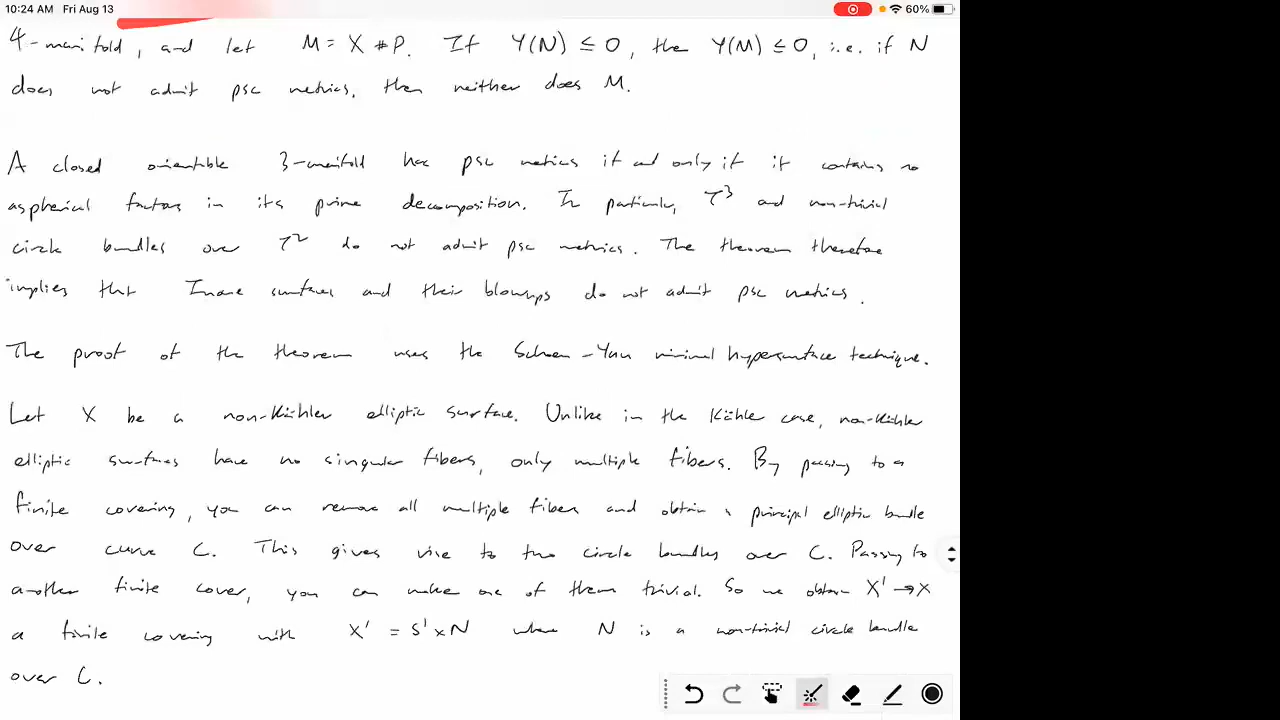 10:24 AM Fri Aug 13
60%
4-manifold, and let M = X # P. If Y(N) ≤ 0, then Y(M) ≤ 0, i.e. if N
does not admit psc metrics, then neither does M.
A closed orientable 3-manifold has psc metrics if and only if it contains no
aspherical factors in its prime decomposition. In particular, T³ and non-trivial
circle bundles over T² do not admit psc metrics. The theorem therefore
implies that Inoue surfaces and their blowups do not admit psc metrics.
The proof of the theorem uses the Schoen-Yau minimal hypersurface technique.
Let X be a non-Kähler elliptic surface. Unlike in the Kähler case, non-Kähler
elliptic surfaces have no singular fibers, only multiple fibers. By passing to a
finite covering, you can remove all multiple fibers and obtain a principal elliptic bundle
over curve C. This gives rise to two circle bundles over C. Passing to
another finite cover, you can make one of them trivial. So we obtain X' → X
a finite covering with X' = S¹ × N where N is a non-trivial circle bundle
over C.